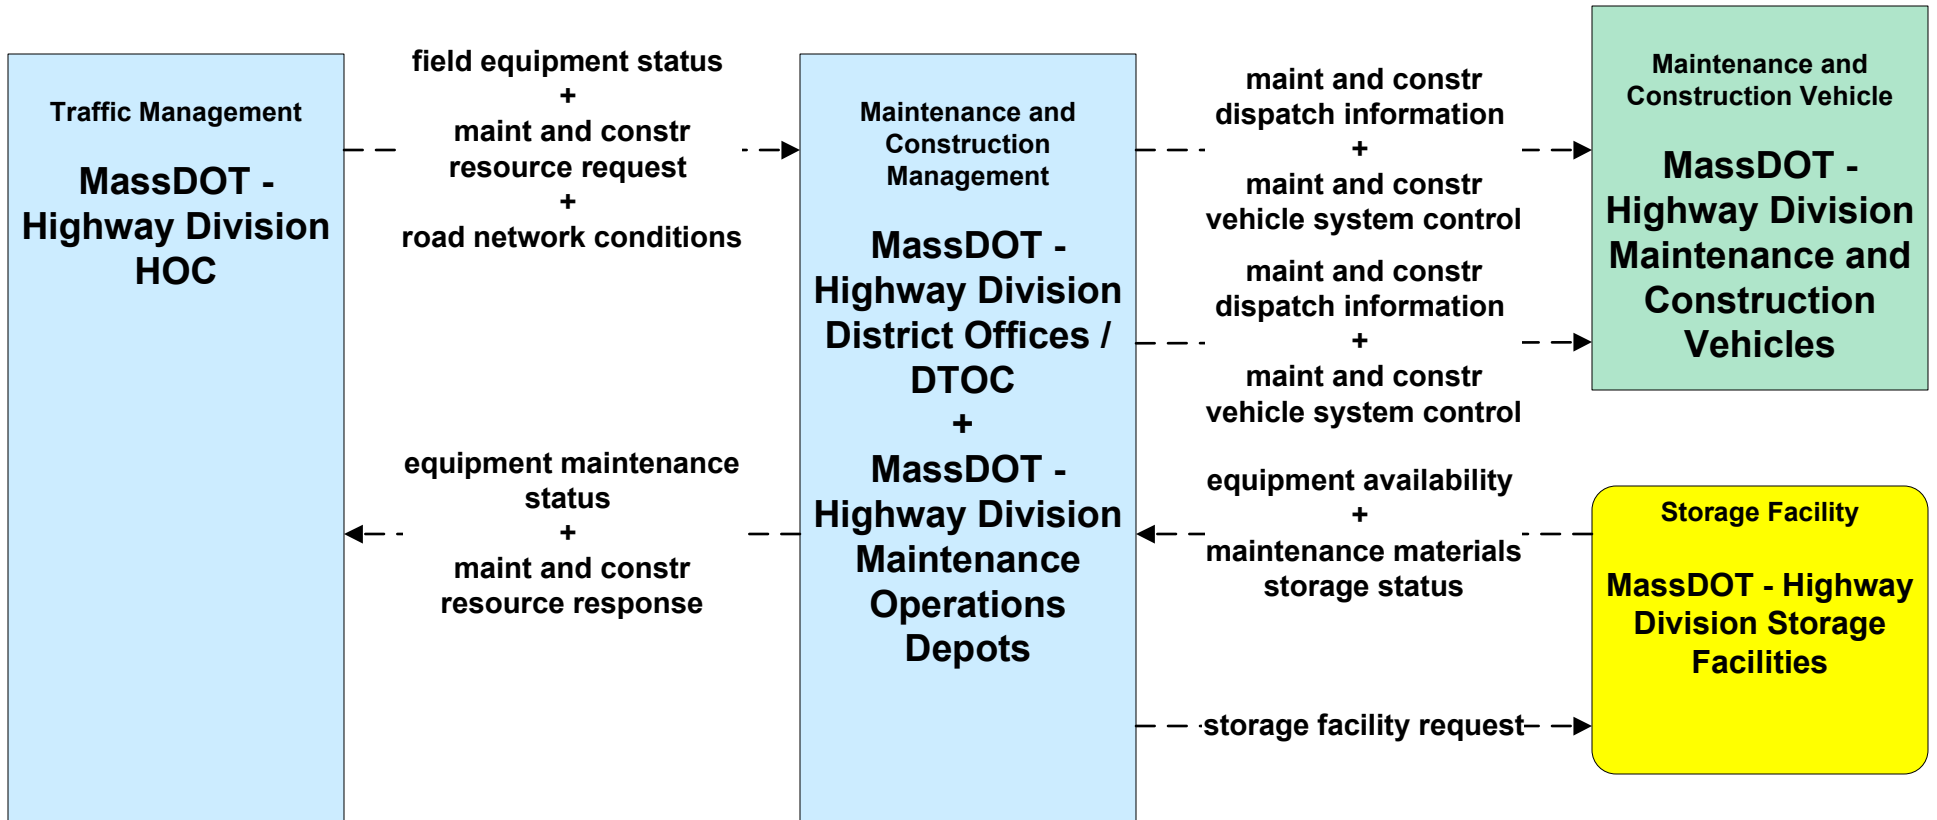 Traffic Management
MassDOT -
Highway Division
HOC
field equipment status
+
maint and constr
resource request
+
road network conditions
equipment maintenance
status
+
maint and constr
resource response
Maintenance and
Construction
Management
MassDOT -
Highway Division
District Offices /
DTOC
+
MassDOT -
Highway Division
Maintenance
Operations
Depots
maint and constr
dispatch information
+
maint and constr
vehicle system control
maint and constr
dispatch information
+
maint and constr
vehicle system control
equipment availability
+
maintenance materials
storage status
storage facility request
Maintenance and
Construction Vehicle
MassDOT -
Highway Division
Maintenance and
Construction
Vehicles
Storage Facility
MassDOT - Highway
Division Storage
Facilities